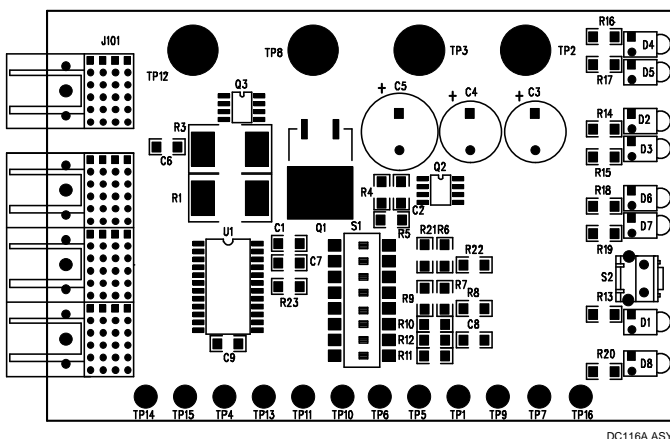 J101
R16
D4
TP12
TP8
TP3
TP2
D5
R17
Q3
C5
C4
C3
+
+
+
R3
C6
R14
D2
D3
R15
Q2
R1
R4
C2
R18
D6
D7
U1
C1
Q1
S1
R5
R21
R6
C7
R22
R19
S2
R23
R9
R7
R8
R13
R10
C8
D1
R12
R11
C9
R20
D8
TP14
TP15
TP4
TP13
TP11
TP10
TP6
TP5
TP1
TP9
TP7
TP16
DC116A ASY